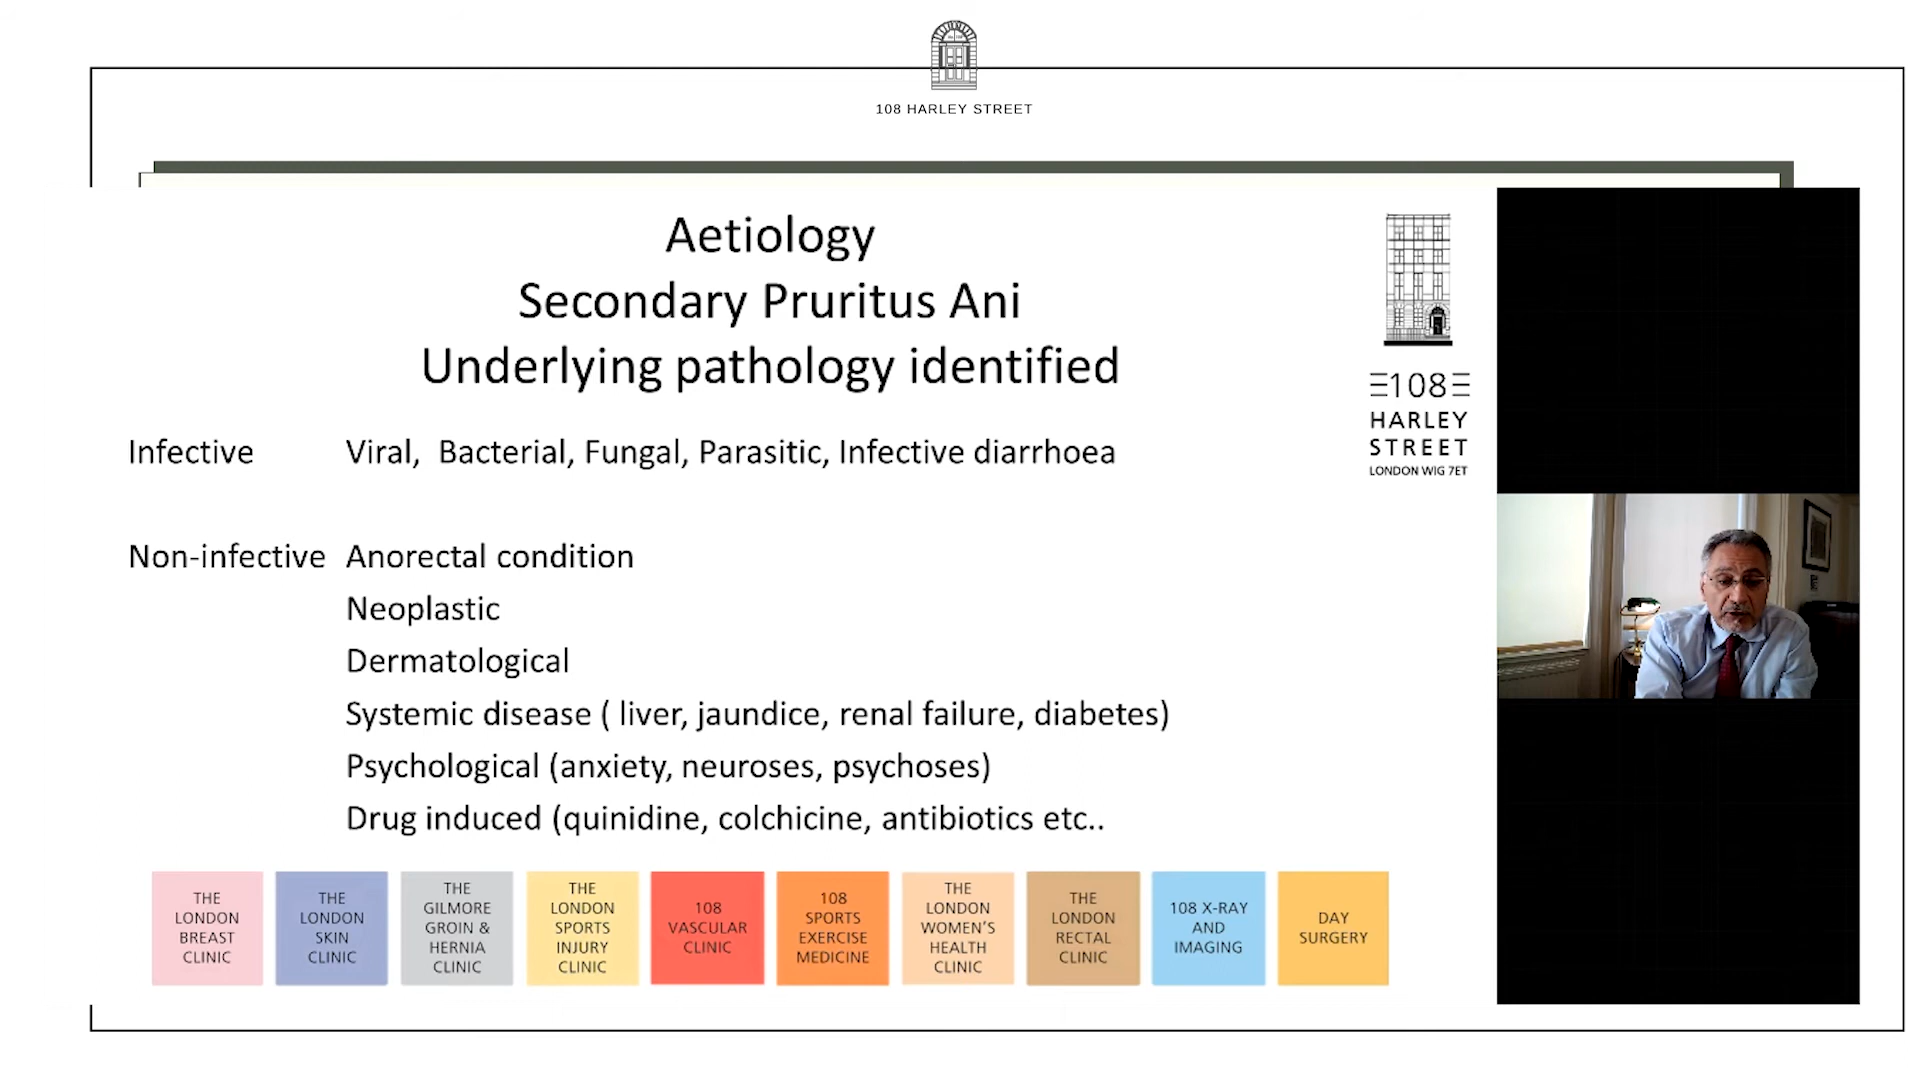 108 HARLEY STREET
Aetiology
Secondary Pruritus Ani
Underlying pathology identified
≡108≡
HARLEY
STREET
LONDON WIG 7ET
Infective Viral, Bacterial, Fungal, Parasitic, Infective diarrhoea
Non-infective Anorectal condition
Neoplastic
Dermatological
Systemic disease ( liver, jaundice, renal failure, diabetes)
Psychological (anxiety, neuroses, psychoses)
Drug induced (quinidine, colchicine, antibiotics etc..
THE
LONDON
BREAST
CLINIC
THE
LONDON
SKIN
CLINIC
THE
GILMORE
GROIN &
HERNIA
CLINIC
THE
LONDON
SPORTS
INJURY
CLINIC
108
VASCULAR
CLINIC
108
SPORTS
EXERCISE
MEDICINE
THE
LONDON
WOMEN'S
HEALTH
CLINIC
THE
LONDON
RECTAL
CLINIC
108 X-RAY
AND
IMAGING
DAY
SURGERY